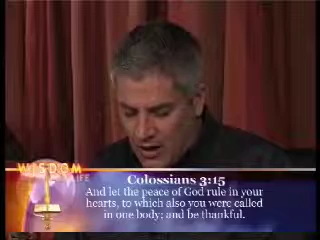 WISDOM
LIFE
Colossians 3:15
And let the peace of God rule in your
hearts, to which also you were called
in one body; and be thankful.